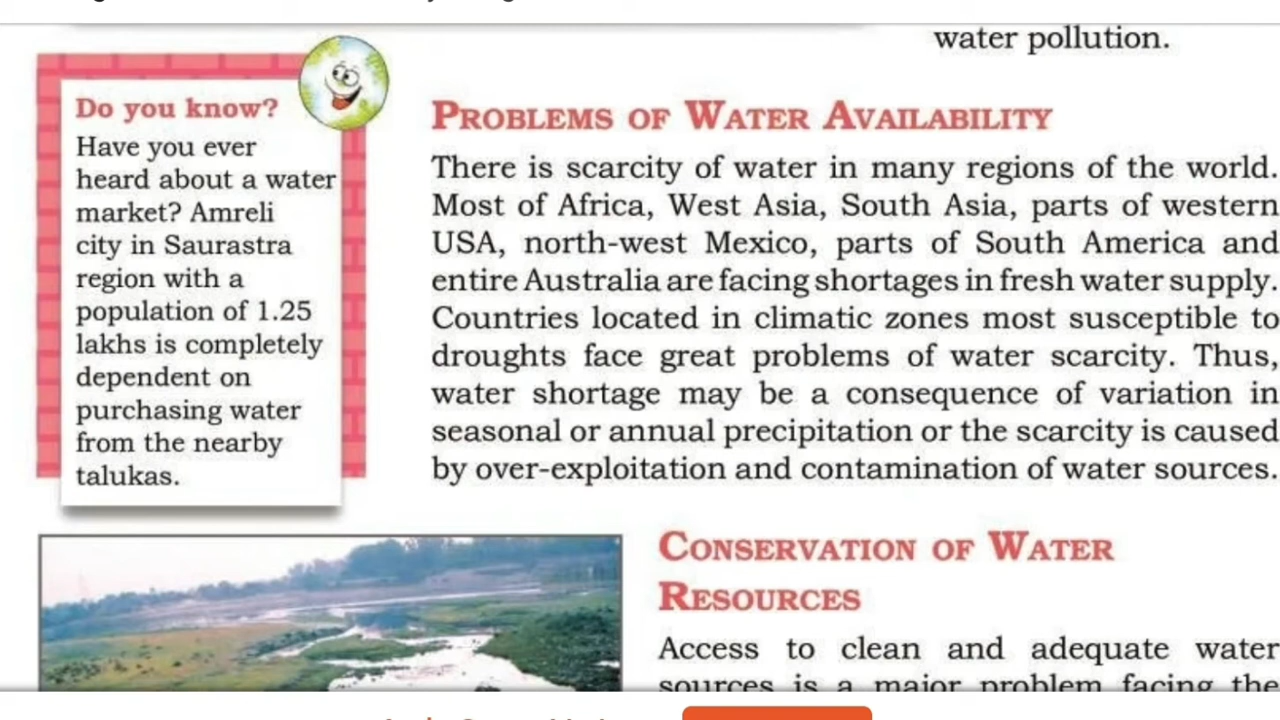 water pollution.
Do you know?
Have you ever
heard about a water
market? Amreli
city in Saurastra
region with a
population of 1.25
lakhs is completely
dependent on
purchasing water
from the nearby
talukas.
PROBLEMS OF WATER AVAILABILITY
There is scarcity of water in many regions of the world.
Most of Africa, West Asia, South Asia, parts of western
USA, north-west Mexico, parts of South America and
entire Australia are facing shortages in fresh water supply.
Countries located in climatic zones most susceptible to
droughts face great problems of water scarcity. Thus,
water shortage may be a consequence of variation in
seasonal or annual precipitation or the scarcity is caused
by over-exploitation and contamination of water sources.
CONSERVATION OF WATER
RESOURCES
Access to clean and adequate water
sources is a major problem facing the